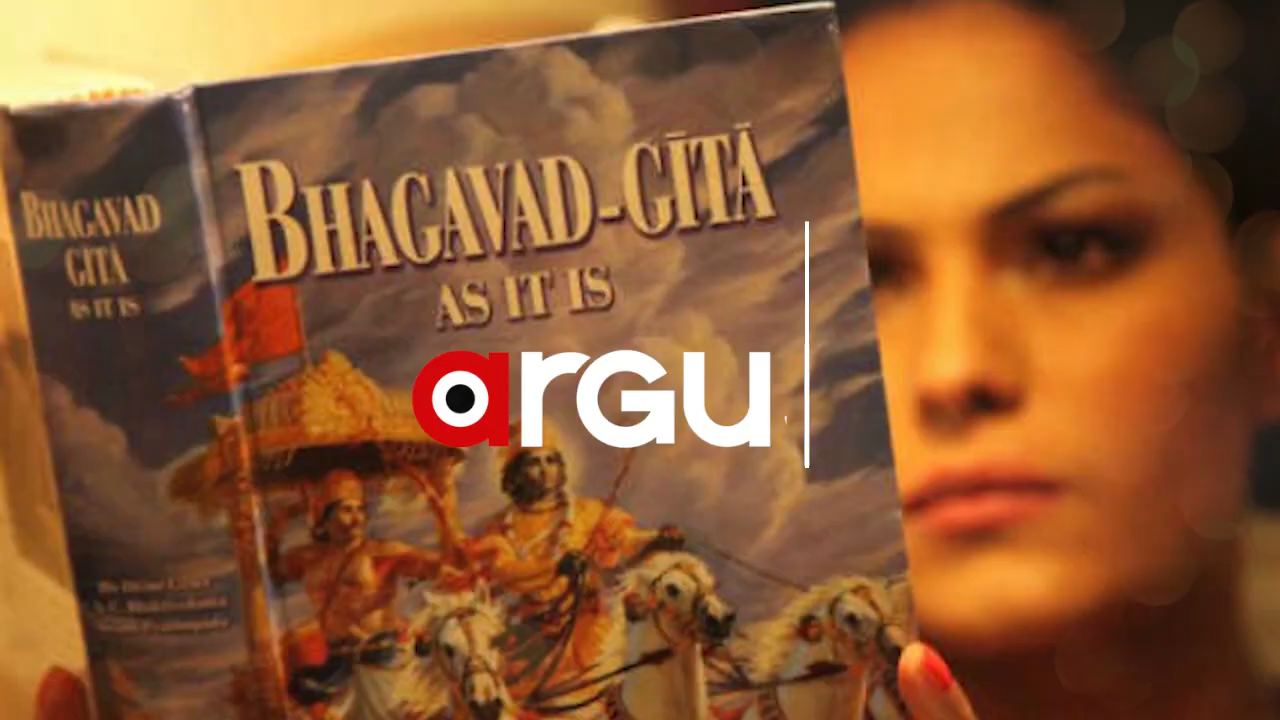 BHAGAVAD
GĪTĀ
AS IT IS
BHAGAVAD-GĪTĀ
AS IT IS
argu